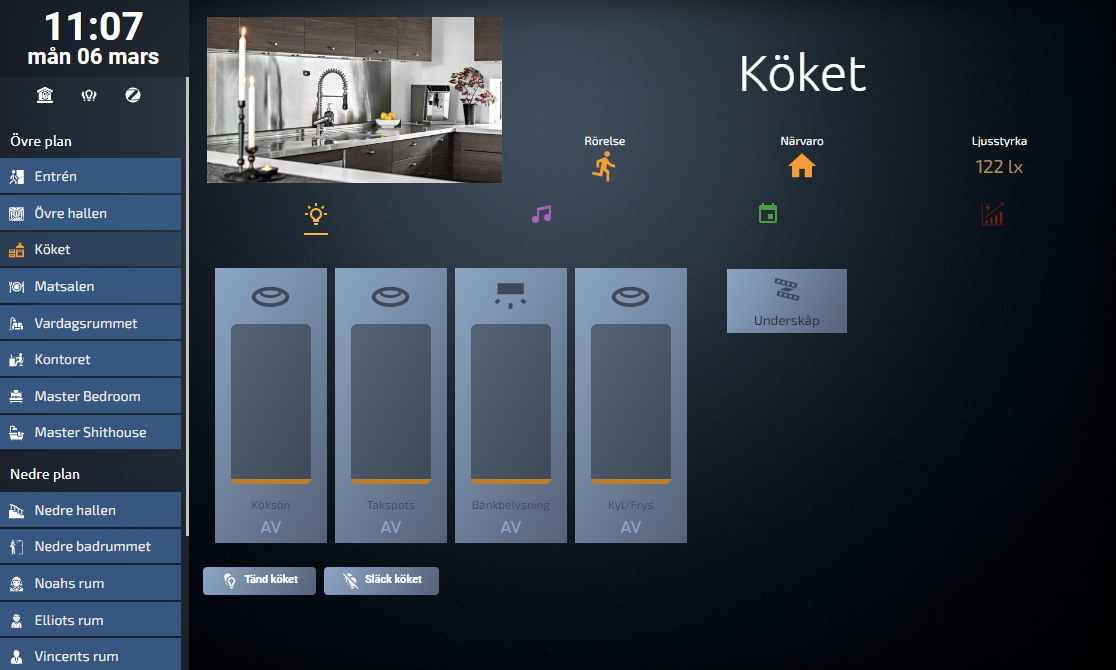 11:07
mån 06 mars
Övre plan
Entrén
Övre hallen
Köket
Matsalen
Vardagsrummet
Kontoret
Master Bedroom
Master Shithouse
Nedre plan
Nedre hallen
Nedre badrummet
Noahs rum
Elliots rum
Vincents rum
Köket
Rörelse
Närvaro
Ljusstyrka
122 lx
Köksön
AV
Takspots
AV
Bänkbelysning
AV
Kyl/Frys
AV
Underskåp
Tänd köket
Släck köket